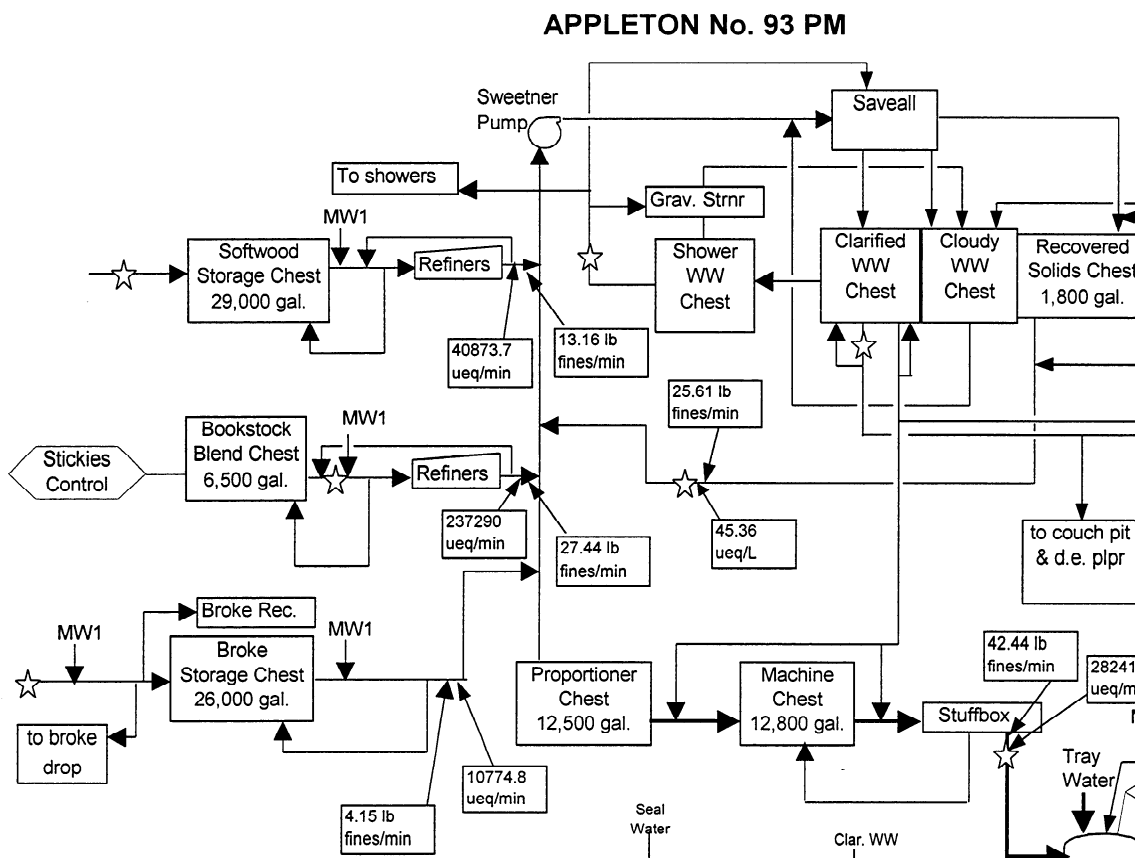 APPLETON No. 93 PM
Sweetner
Pump
Saveall
To showers
Grav. Strnr
MW1
Softwood
Storage Chest
29,000 gal.
Refiners
Shower
WW
Chest
Clarified
WW
Chest
Cloudy
WW
Chest
Recovered
Solids Chest
1,800 gal.
40873.7
ueq/min
13.16 lb
fines/min
25.61 lb
fines/min
MW1
Stickies
Control
Bookstock
Blend Chest
6,500 gal.
Refiners
237290
ueq/min
27.44 lb
fines/min
45.36
ueq/L
to couch pit
& d.e. plpr
Broke Rec.
MW1
MW1
Broke
Storage Chest
26,000 gal.
to broke
drop
Proportioner
Chest
12,500 gal.
Machine
Chest
12,800 gal.
Stuffbox
42.44 lb
fines/min
28241
ueq/m
4.15 lb
fines/min
10774.8
ueq/min
Tray
Water
Seal
Water
Clar. WW